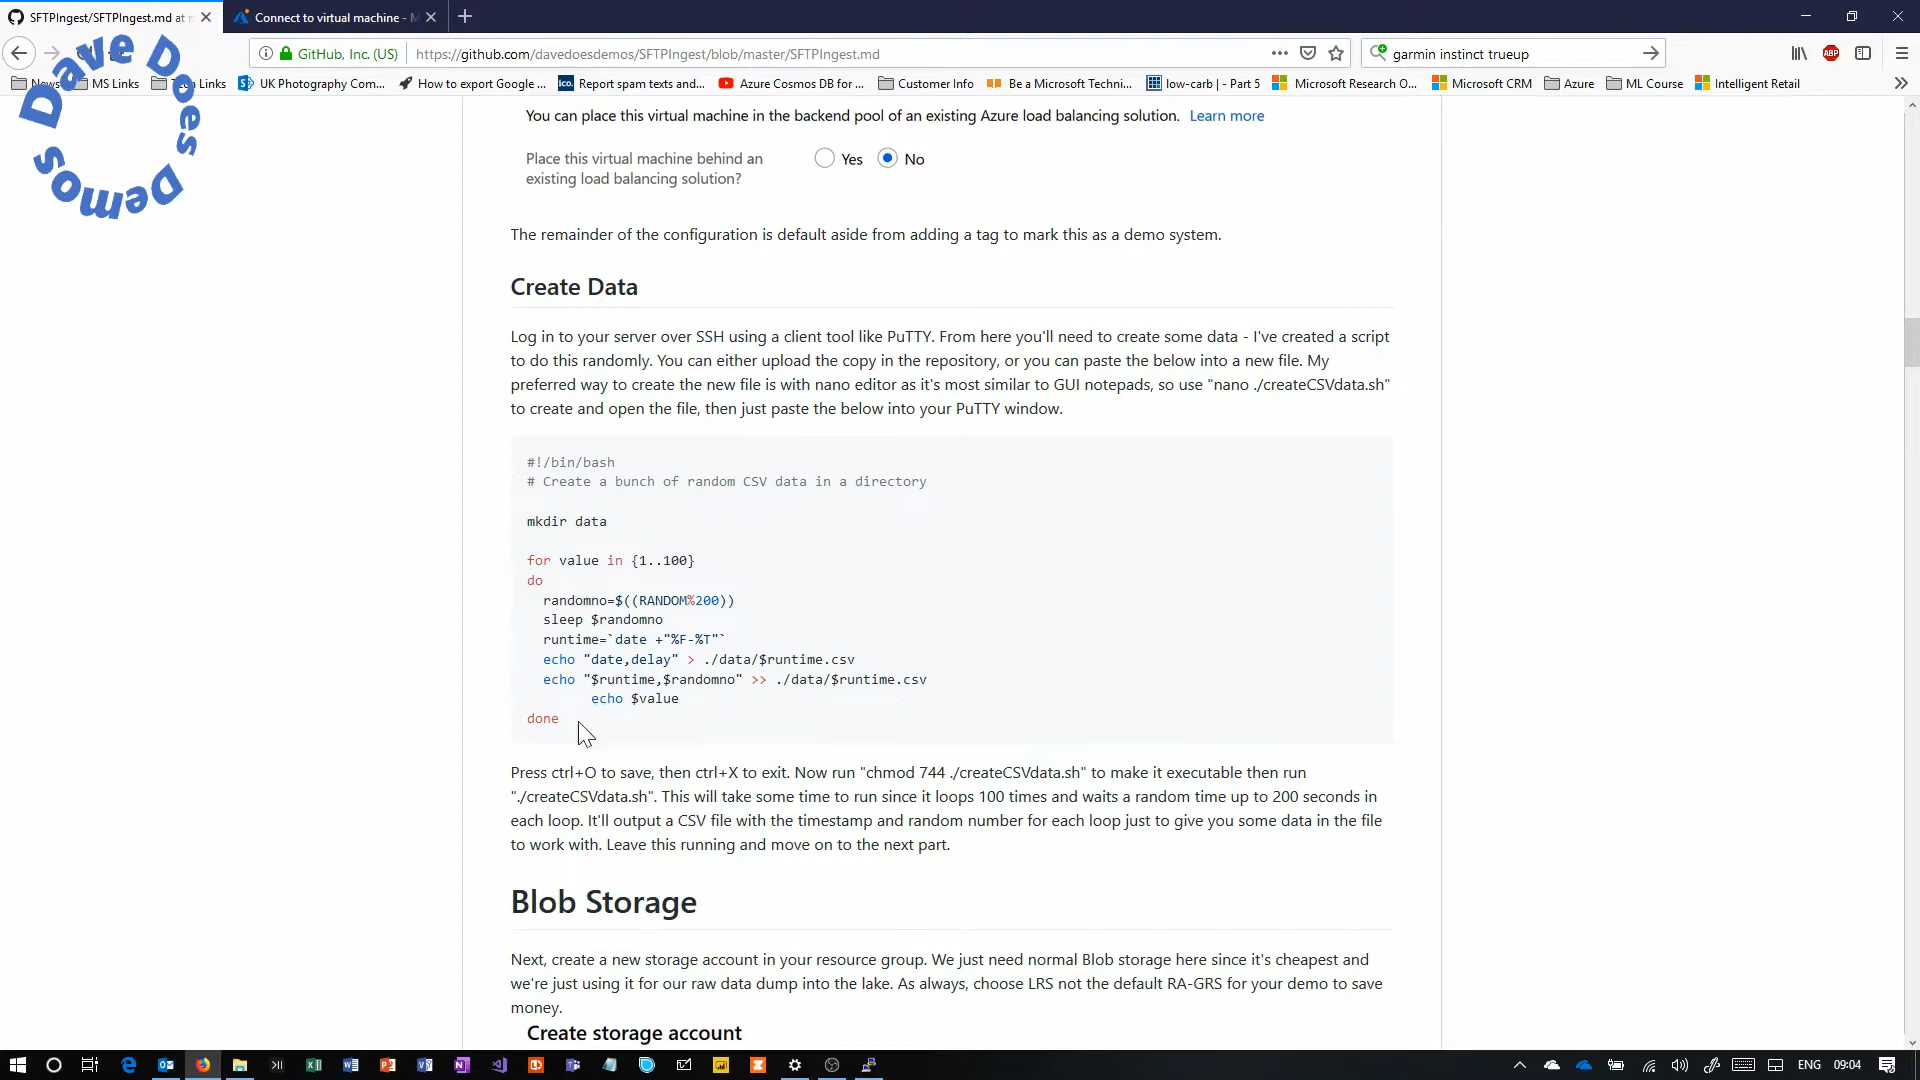 SFTPIngest/SFTPIngest.md at
Connect to virtual machine - M
GitHub, Inc. (US)
https://github.com/davedoesdemos/SFTPIngest/blob/master/SFTPIngest.md
garmin instinct trueup
ABP
News
MS Links
Tech Links
UK Photography Com...
How to export Google ...
ico.
Report spam texts and...
Azure Cosmos DB for ...
Customer Info
Be a Microsoft Techni...
low-carb | - Part 5
Microsoft Research O...
Microsoft CRM
Azure
ML Course
Intelligent Retail
Dave Does Demos
You can place this virtual machine in the backend pool of an existing Azure load balancing solution. Learn more
Place this virtual machine behind an
existing load balancing solution?
Yes
No
The remainder of the configuration is default aside from adding a tag to mark this as a demo system.
Create Data
Log in to your server over SSH using a client tool like PuTTY. From here you'll need to create some data - I've created a script
to do this randomly. You can either upload the copy in the repository, or you can paste the below into a new file. My
preferred way to create the new file is with nano editor as it's most similar to GUI notepads, so use "nano ./createCSVdata.sh"
to create and open the file, then just paste the below into your PuTTY window.
#!/bin/bash
# Create a bunch of random CSV data in a directory
mkdir data
for value in {1..100}
do
randomno=$((RANDOM%200))
sleep $randomno
runtime=`date +"%F-%T"`
echo "date,delay" > ./data/$runtime.csv
echo "$runtime,$randomno" >> ./data/$runtime.csv
echo $value
done
Press ctrl+O to save, then ctrl+X to exit. Now run "chmod 744 ./createCSVdata.sh" to make it executable then run
"./createCSVdata.sh". This will take some time to run since it loops 100 times and waits a random time up to 200 seconds in
each loop. It'll output a CSV file with the timestamp and random number for each loop just to give you some data in the file
to work with. Leave this running and move on to the next part.
Blob Storage
Next, create a new storage account in your resource group. We just need normal Blob storage here since it's cheapest and
we're just using it for our raw data dump into the lake. As always, choose LRS not the default RA-GRS for your demo to save
money.
Create storage account
ENG
09:04